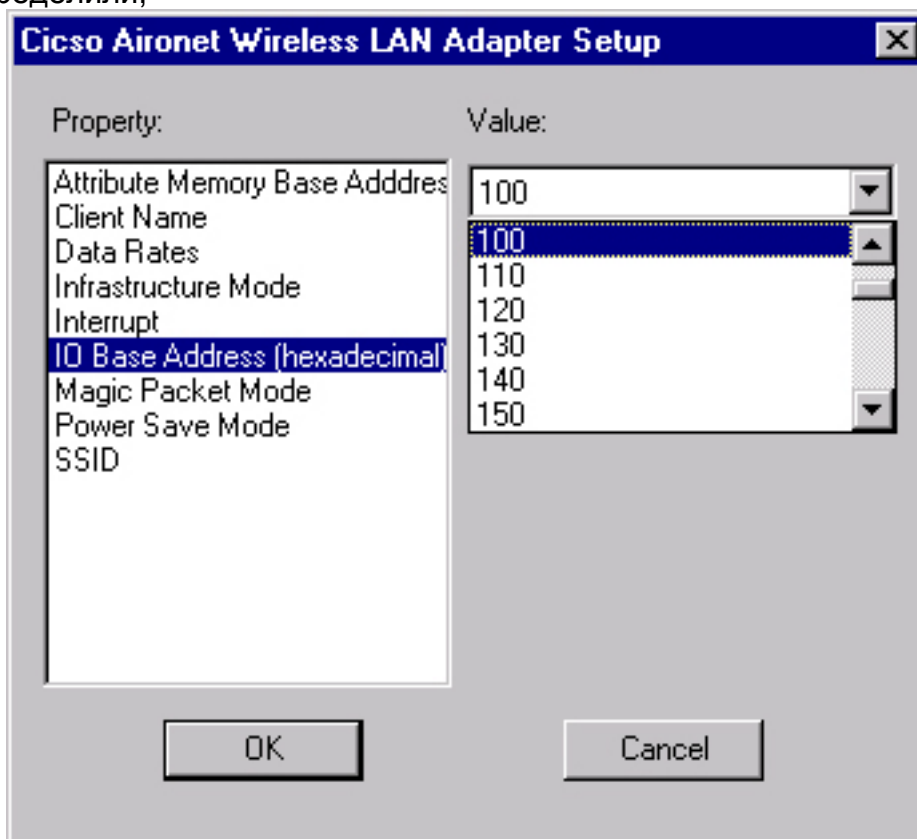 Cicso Aironet Wireless LAN Adapter Setup
Property:
Value:
Attribute Memory Base Adddres
Client Name
Data Rates
Infrastructure Mode
Interrupt
IO Base Address (hexadecimal)
Magic Packet Mode
Power Save Mode
SSID
100
100
110
120
130
140
150
OK
Cancel